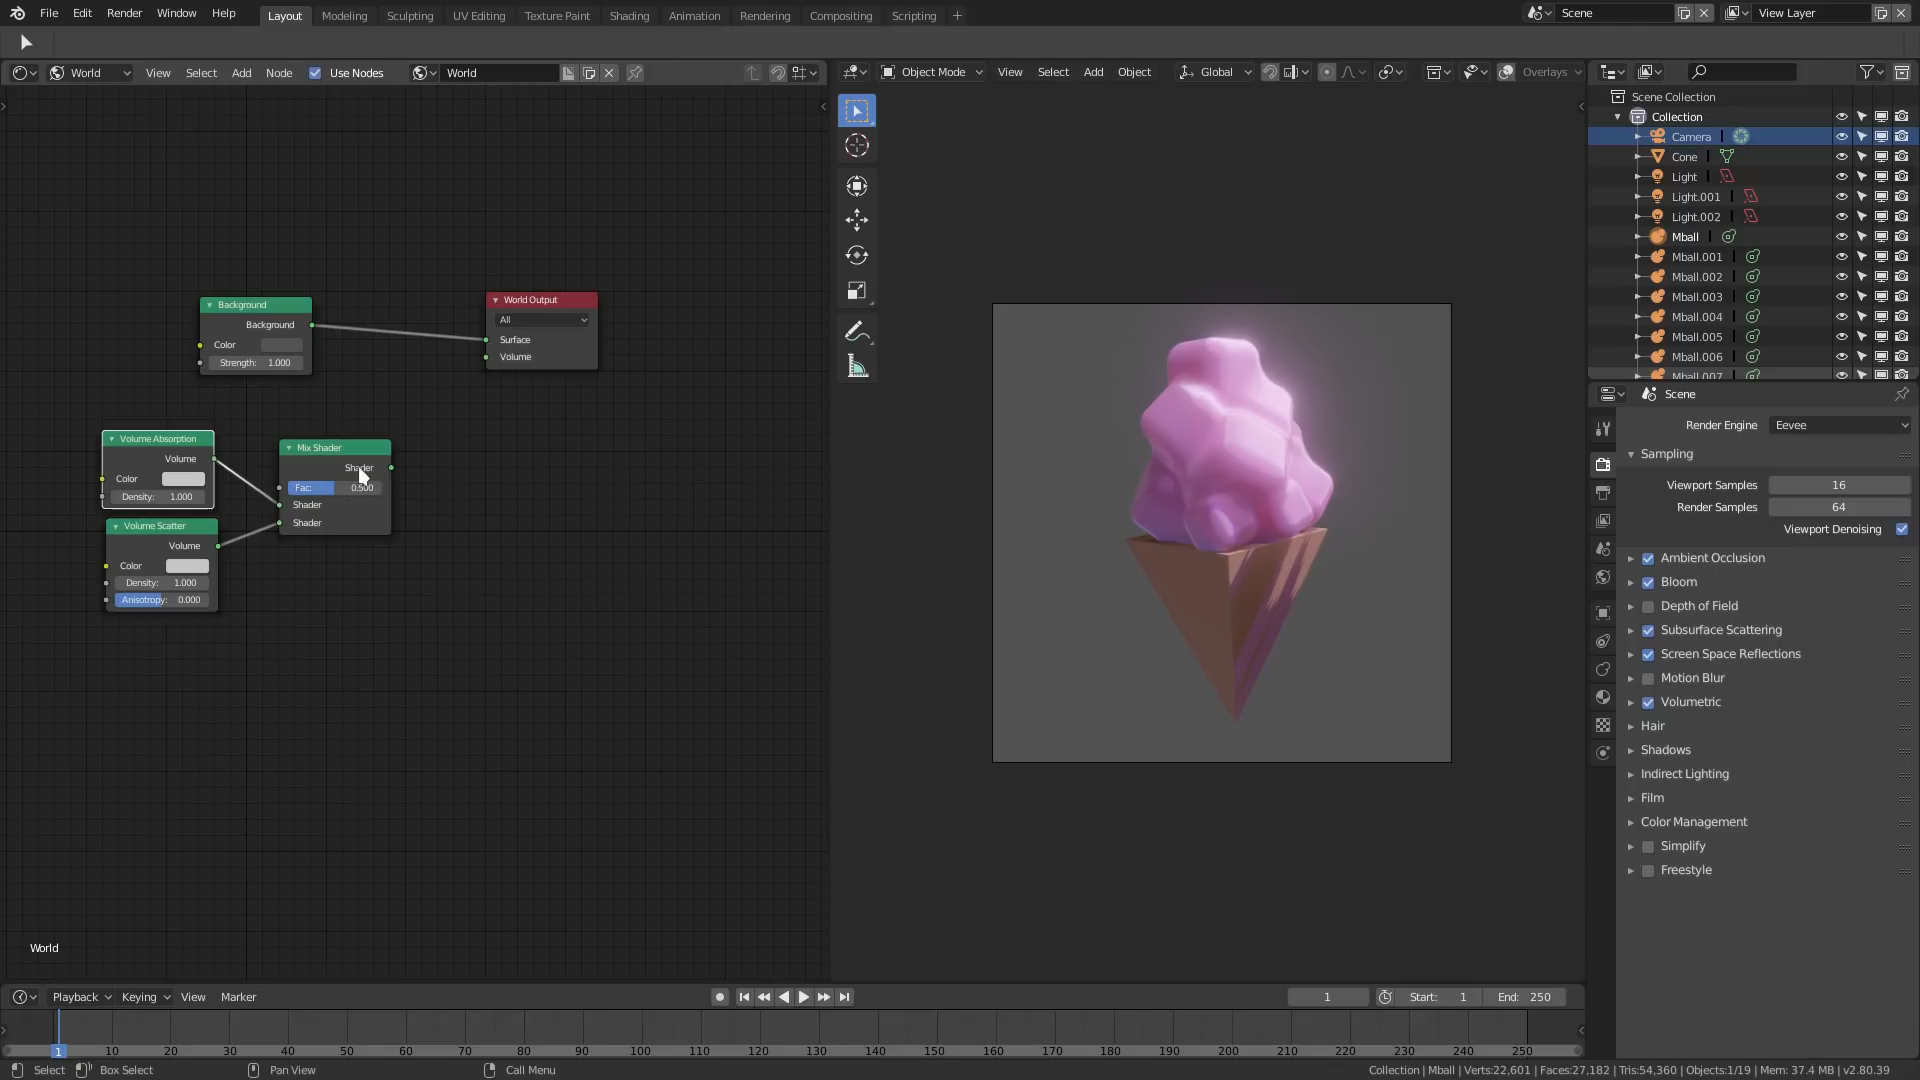 File Edit Render Window Help
Layout Modeling Sculpting UV Editing Texture Paint Shading Animation Rendering Compositing Scripting +
Scene
View Layer
World View Select Add Node Use Nodes World
Object Mode View Select Add Object Global Overlays
Scene Collection
Collection
Camera
Cone
Light
Light.001
Light.002
Mball
Mball.001
Mball.002
Mball.003
Mball.004
Mball.005
Mball.006
Mball.007
Background
Background
Color
Strength: 1.000
World Output
All
Surface
Volume
Volume Absorption
Volume
Color
Density: 1.000
Mix Shader
Shader
Fac: 0.500
Shader
Shader
Volume Scatter
Volume
Color
Density: 1.000
Anisotropy: 0.000
World
Scene
Render Engine Eevee
Sampling
Viewport Samples 16
Render Samples 64
Viewport Denoising
Ambient Occlusion
Bloom
Depth of Field
Subsurface Scattering
Screen Space Reflections
Motion Blur
Volumetric
Hair
Shadows
Indirect Lighting
Film
Color Management
Simplify
Freestyle
Playback Keying View Marker
1 Start: 1 End: 250
1 10 20 30 40 50 60 70 80 90 100 110 120 130 140 150 160 170 180 190 200 210 220 230 240 250
Select Box Select Pan View Call Menu
Collection | Mball | Verts:22,601 | Faces:27,182 | Tris:54,360 | Objects:1/19 | Mem: 37.4 MB | v2.80.39